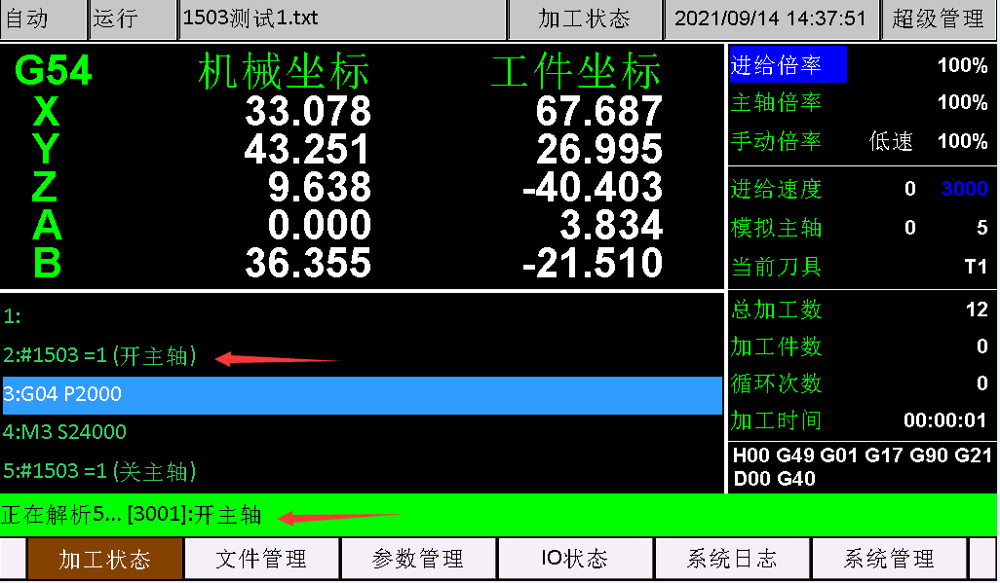 自动 运行 1503测试1.txt 加工状态 2021/09/14 14:37:51 超级管理
G54 机械坐标 工件坐标
X 33.078 67.687
Y 43.251 26.995
Z 9.638 -40.403
A 0.000 3.834
B 36.355 -21.510
进给倍率 100%
主轴倍率 100%
手动倍率 低速 100%
进给速度 0 3000
模拟主轴 0 5
当前刀具 T1
总加工数 12
加工件数 0
循环次数 0
加工时间 00:00:01
H00 G49 G01 G17 G90 G21
D00 G40
1:
2:#1503 =1 (开主轴)
3:G04 P2000
4:M3 S24000
5:#1503 =1 (关主轴)
正在解析5... [3001]:开主轴
加工状态 文件管理 参数管理 IO状态 系统日志 系统管理